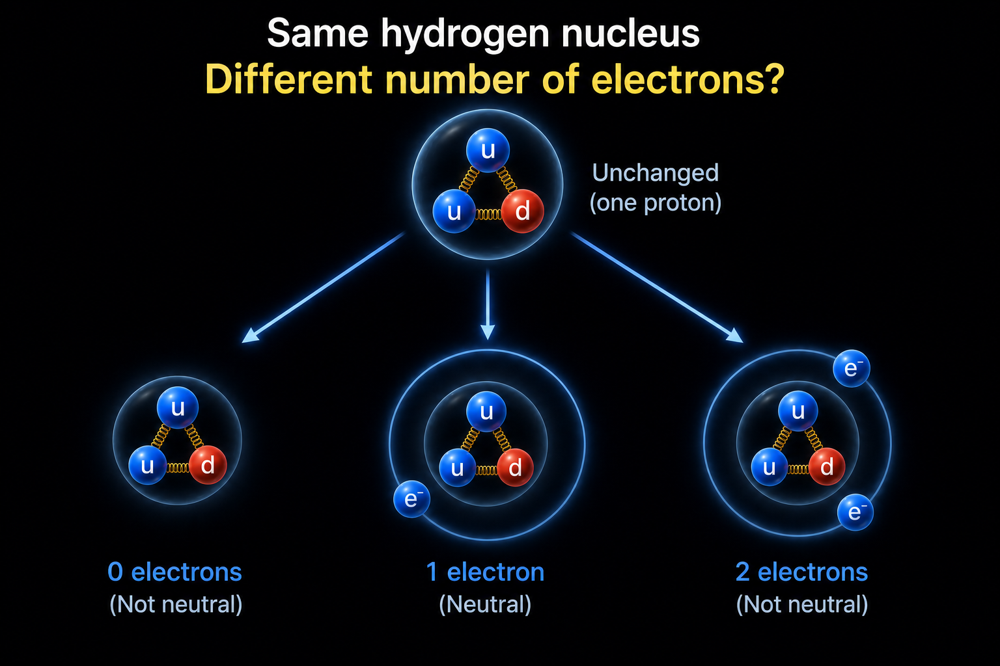 Same hydrogen nucleus
Different number of electrons?
u
u d
Unchanged
(one proton)
u
u d
u
u d
e⁻
u
u d
e⁻
e⁻
0 electrons
(Not neutral)
1 electron
(Neutral)
2 electrons
(Not neutral)